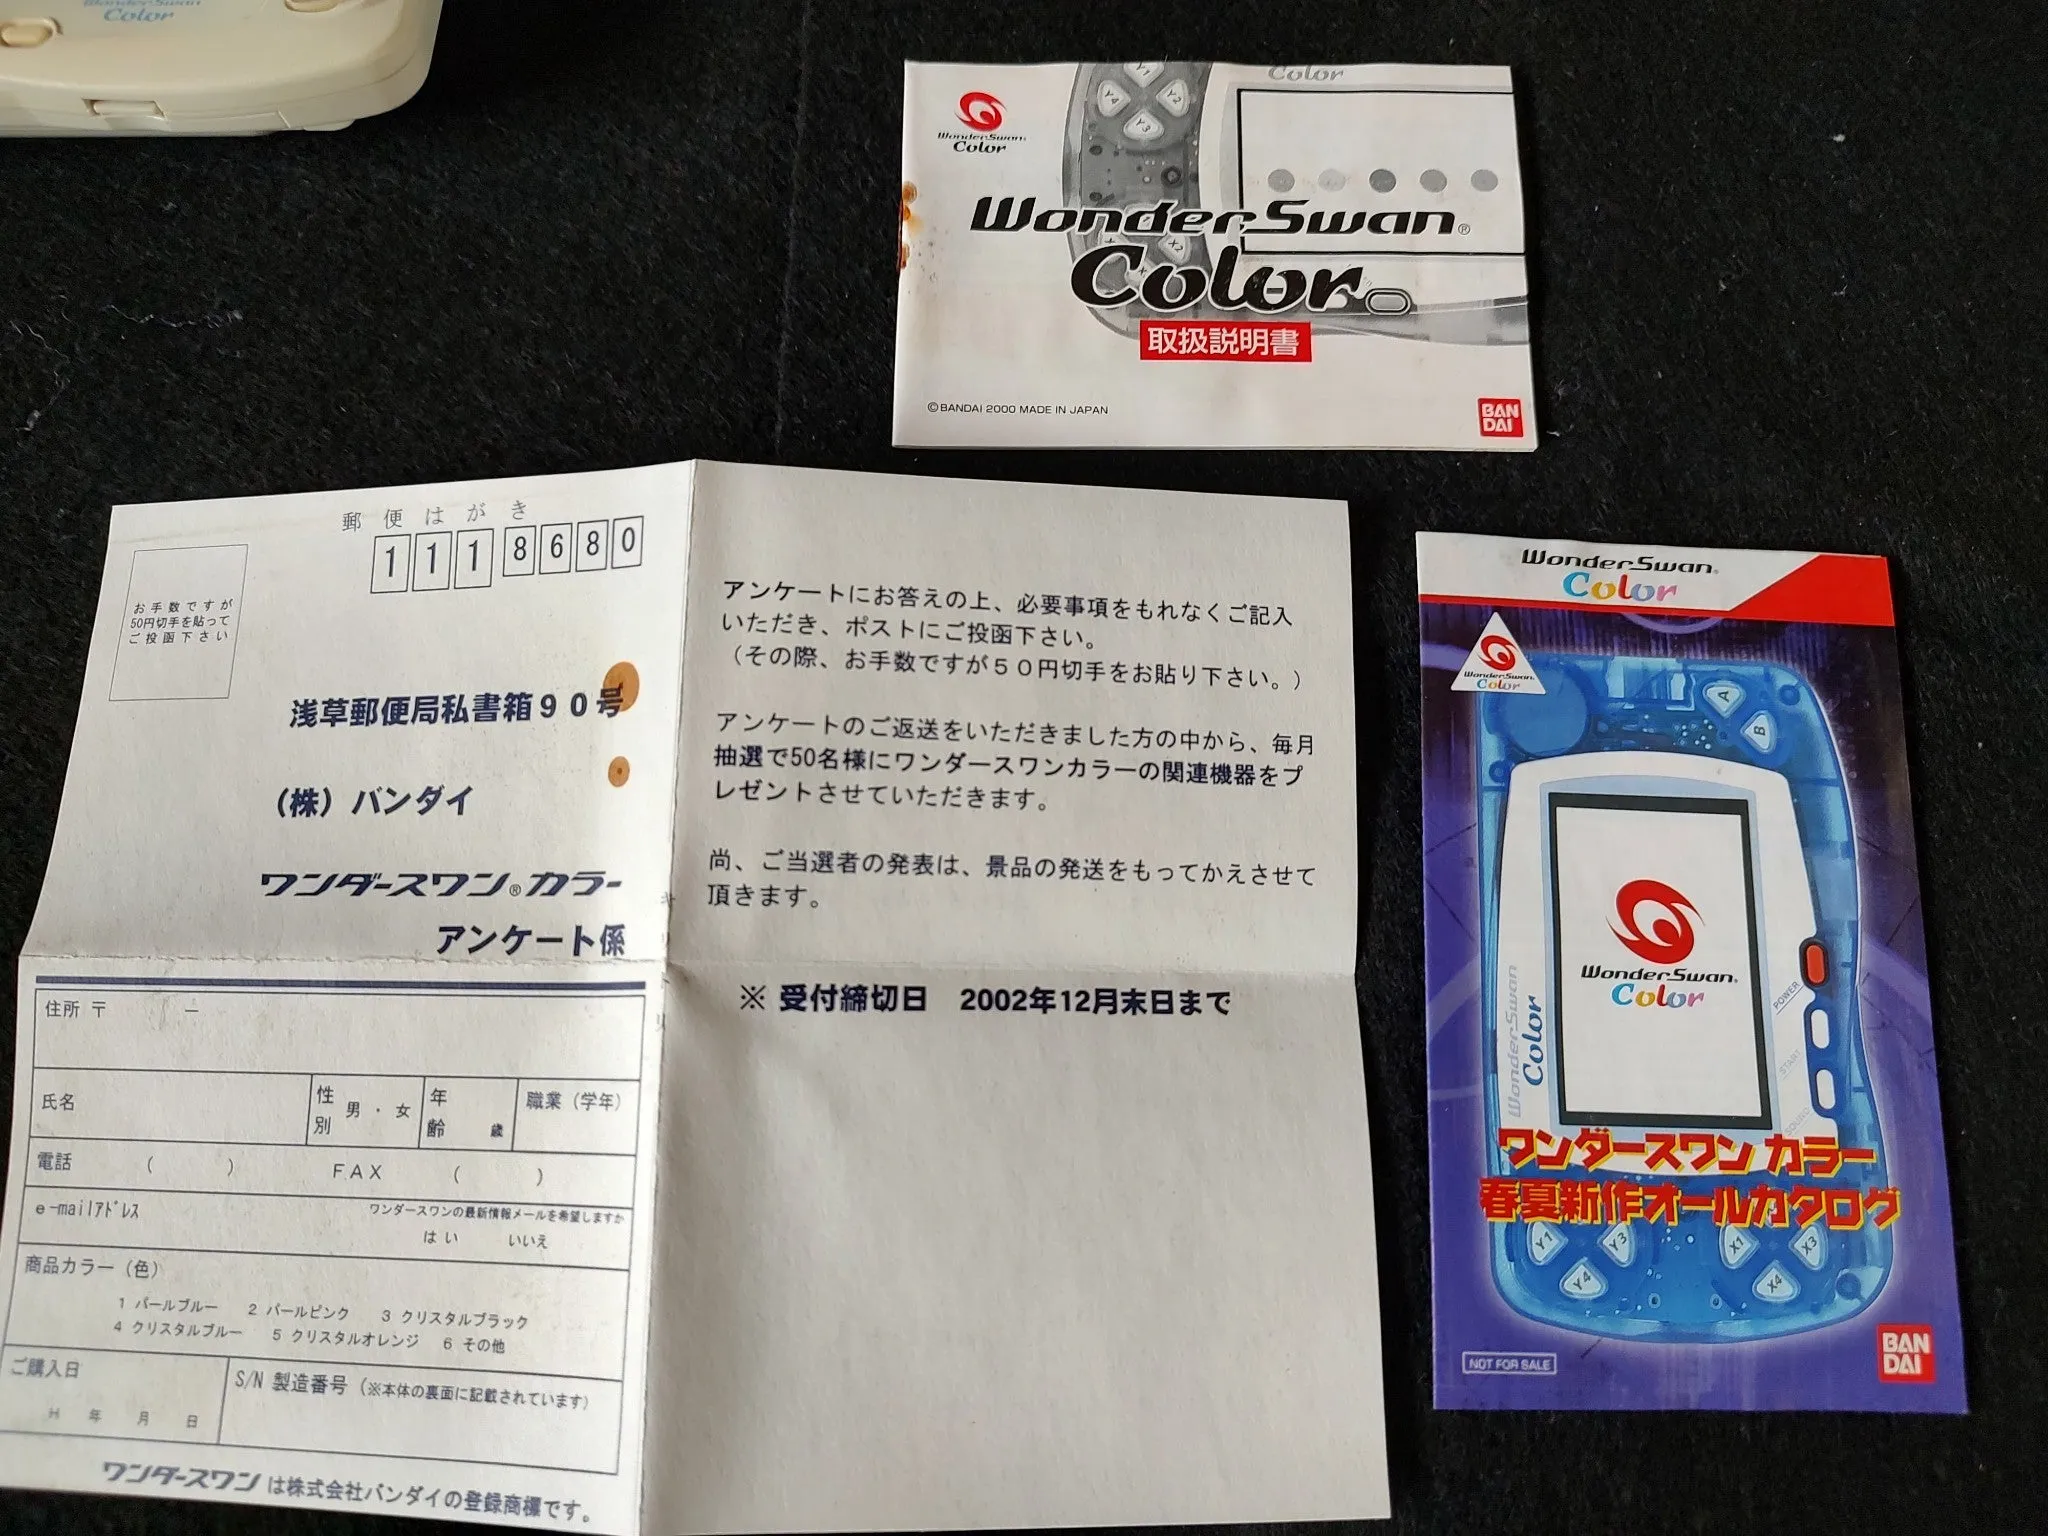 WonderSwan
Color
WonderSwan
Color
Color
Y1
Y2
Y3
Y4
X2
WonderSwan®
Color
取扱説明書
©BANDAI 2000 MADE IN JAPAN
BAN
DAI
郵便はがき
1118680
お手数ですが
50円切手を貼って
ご投函下さい
浅草郵便局私書箱90号
(株) バンダイ
ワンダースワン®カラー
アンケート係
キリトリ
住所 〒 －
氏名
性別 男・女
年齢 歳
職業 (学年)
電話 ( )
FAX ( )
e-mailｱﾄﾞﾚｽ
ワンダースワンの最新情報メールを希望しますか
はい いいえ
商品カラー (色)
1 パールブルー 2 パールピンク 3 クリスタルブラック
4 クリスタルブルー 5 クリスタルオレンジ 6 その他
ご購入日
H 年 月 日
S/N 製造番号 (※本体の裏面に記載されています)
ワンダースワン は株式会社バンダイの登録商標です。
アンケートにお答えの上、必要事項をもれなくご記入
いただき、ポストにご投函下さい。
(その際、お手数ですが50円切手をお貼り下さい。)
アンケートのご返送をいただきました方の中から、毎月
抽選で50名様にワンダースワンカラーの関連機器をプ
レゼントさせていただきます。
尚、ご当選者の発表は、景品の発送をもってかえさせて
頂きます。
※ 受付締切日 2002年12月末日まで
WonderSwan®
Color
WonderSwan
Color
A
B
WonderSwan®
Color
WonderSwan
Color
POWER
START
SOUND
ワンダースワン カラー
春夏新作オールカタログ
Y1
Y3
Y4
X1
X3
X4
NOT FOR SALE
BAN
DAI